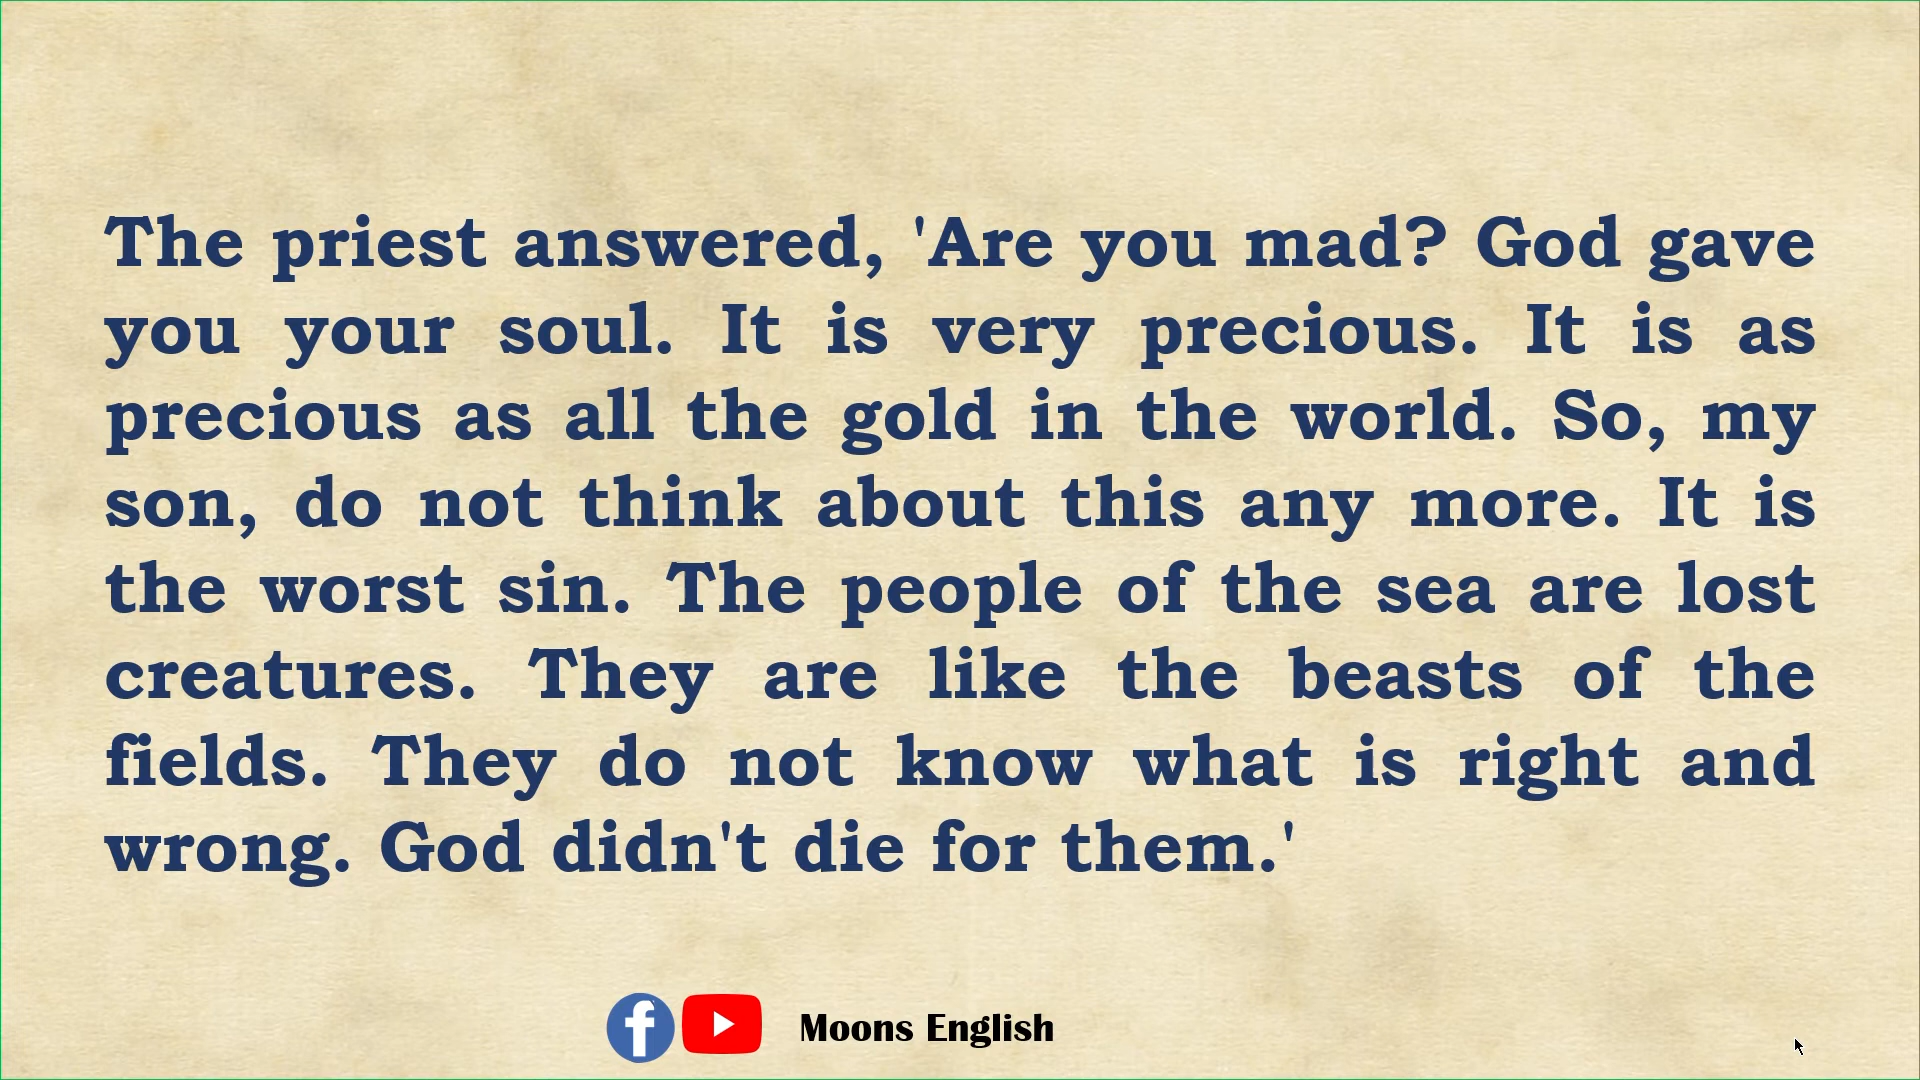 The priest answered, 'Are you mad? God gave
you your soul. It is very precious. It is as
precious as all the gold in the world. So, my
son, do not think about this any more. It is
the worst sin. The people of the sea are lost
creatures. They are like the beasts of the
fields. They do not know what is right and
wrong. God didn't die for them.'
Moons English